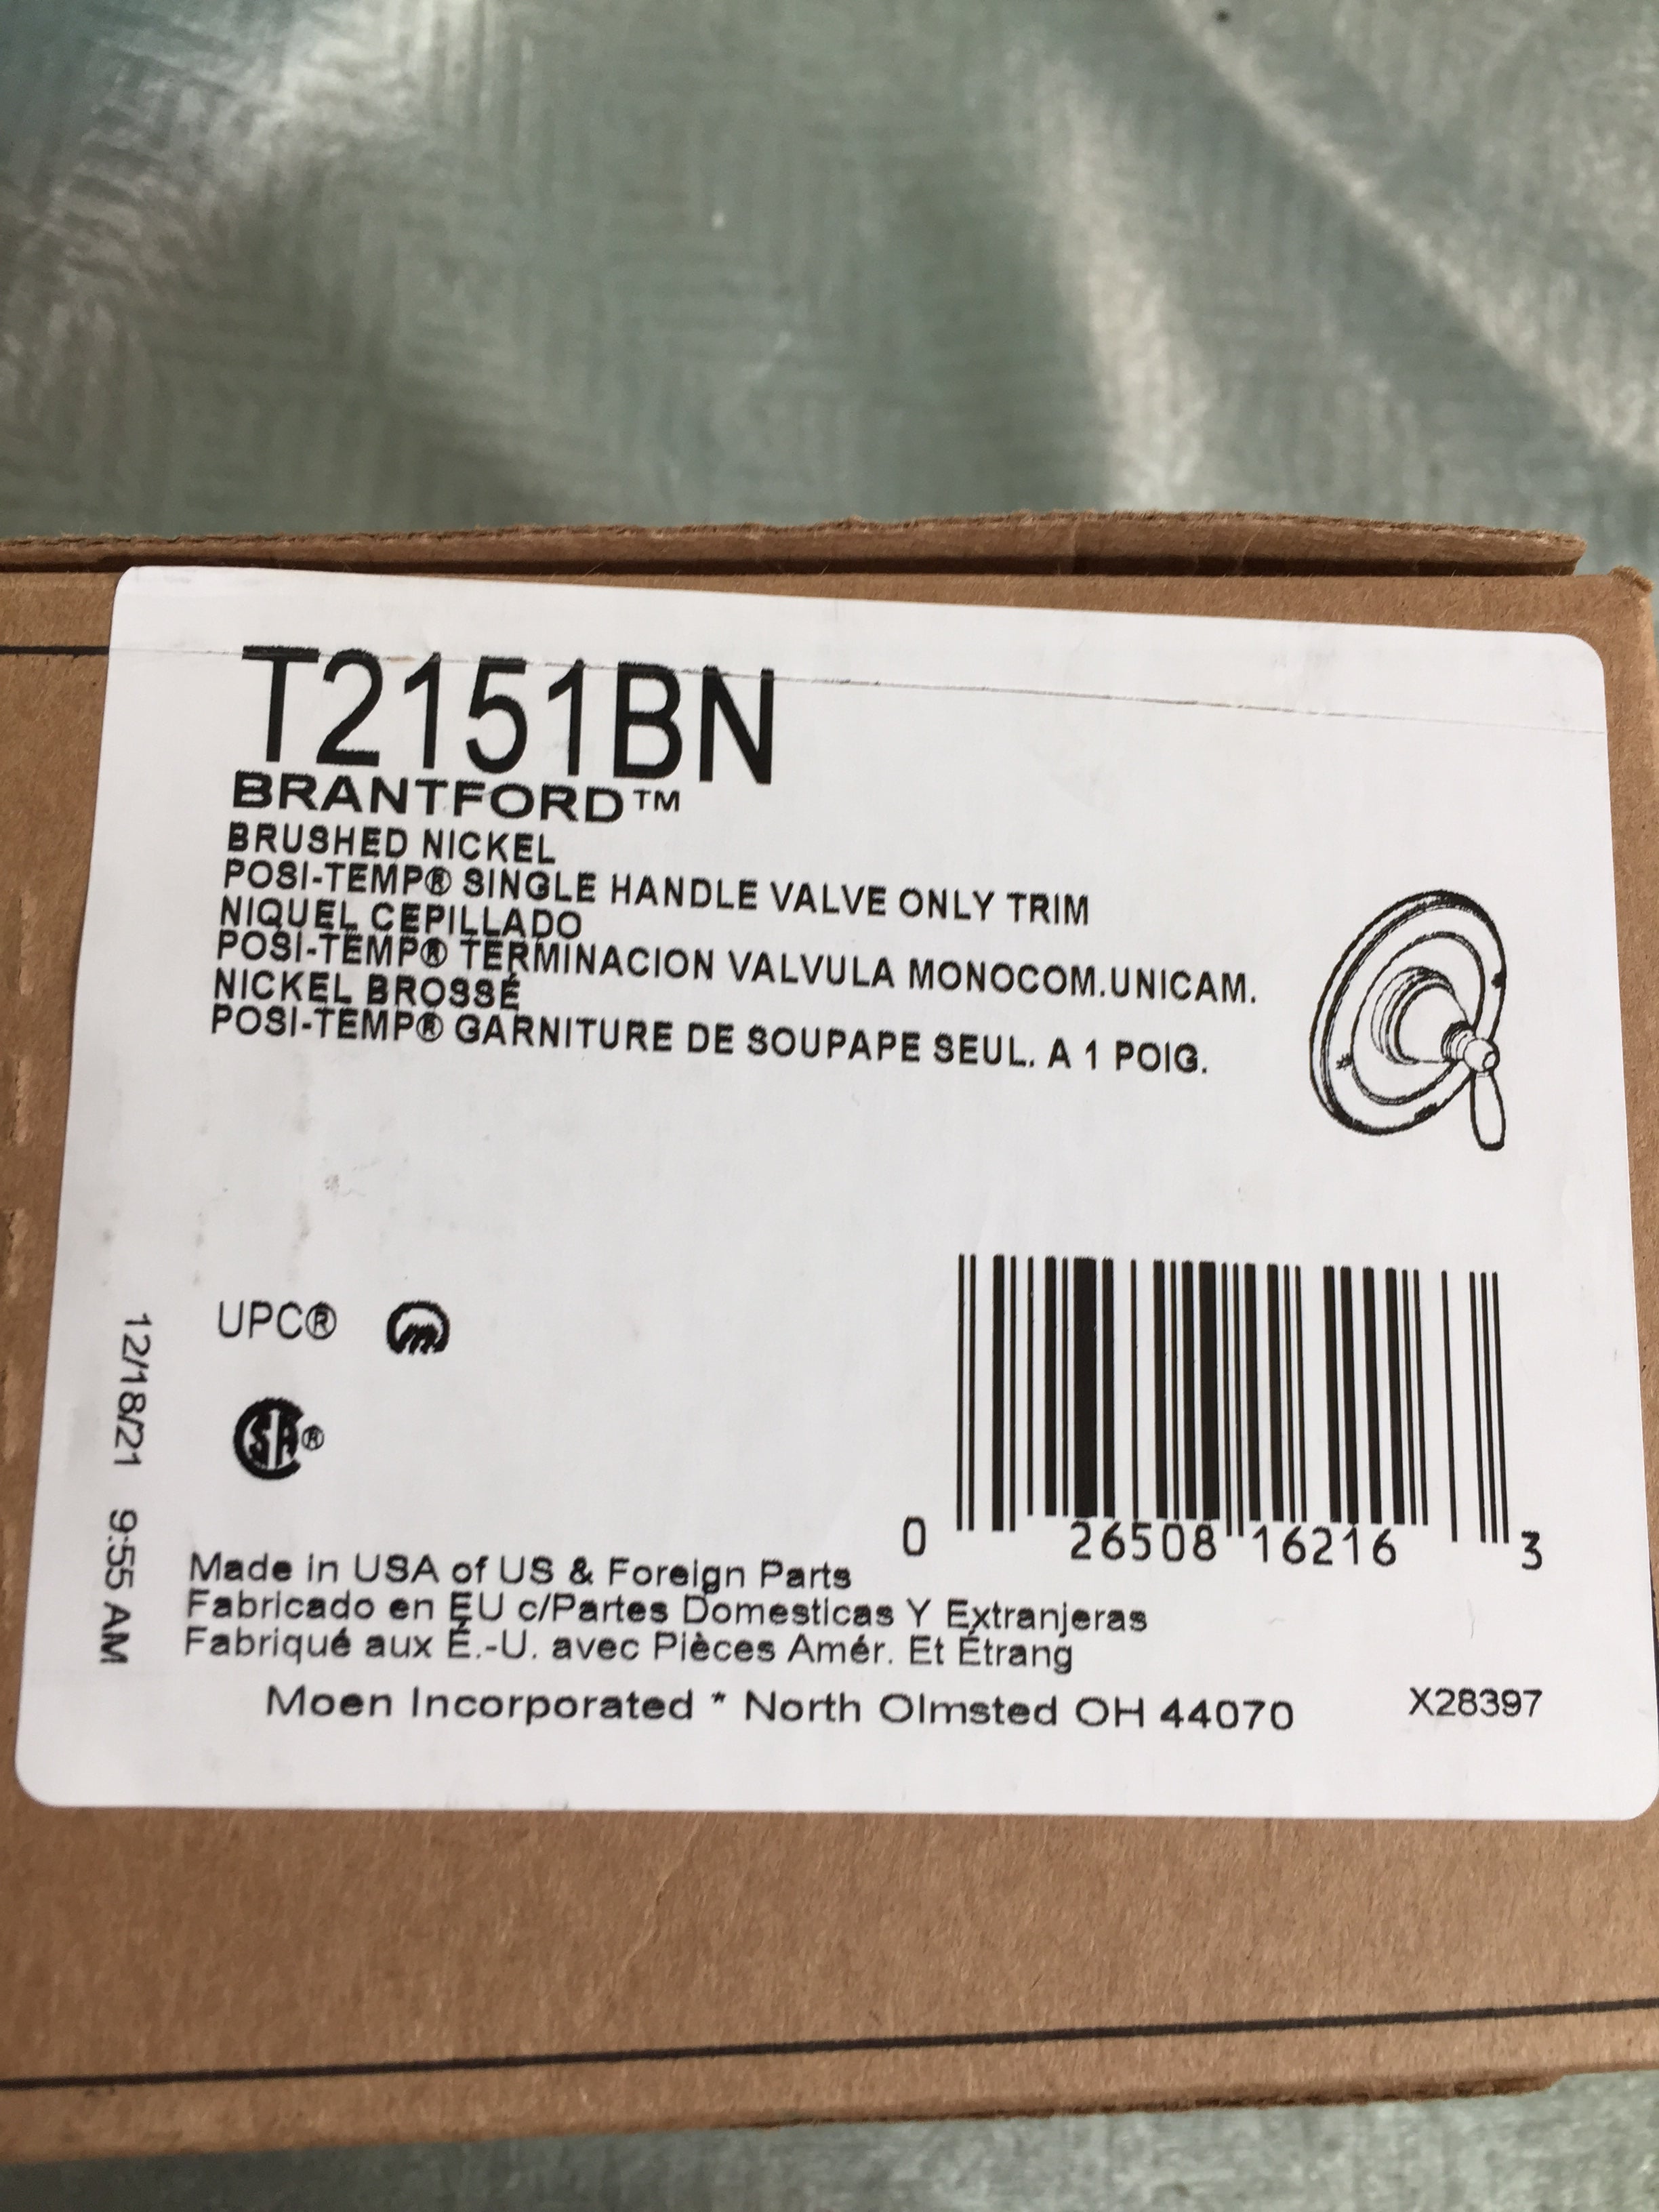 T2151BN
BRANTFORD™
BRUSHED NICKEL
POSI-TEMP® SINGLE HANDLE VALVE ONLY TRIM
NIQUEL CEPILLADO
POSI-TEMP® TERMINACION VALVULA MONOCOM.UNICAM.
NICKEL BROSSÉ
POSI-TEMP® GARNITURE DE SOUPAPE SEUL. A 1 POIG.
UPC®
SA®
12/18/21 9:55 AM
0 26508 16216 3
Made in USA of US & Foreign Parts
Fabricado en EU c/Partes Domesticas Y Extranjeras
Fabriqué aux É.-U. avec Pièces Amér. Et Étrang
Moen Incorporated * North Olmsted OH 44070
X28397